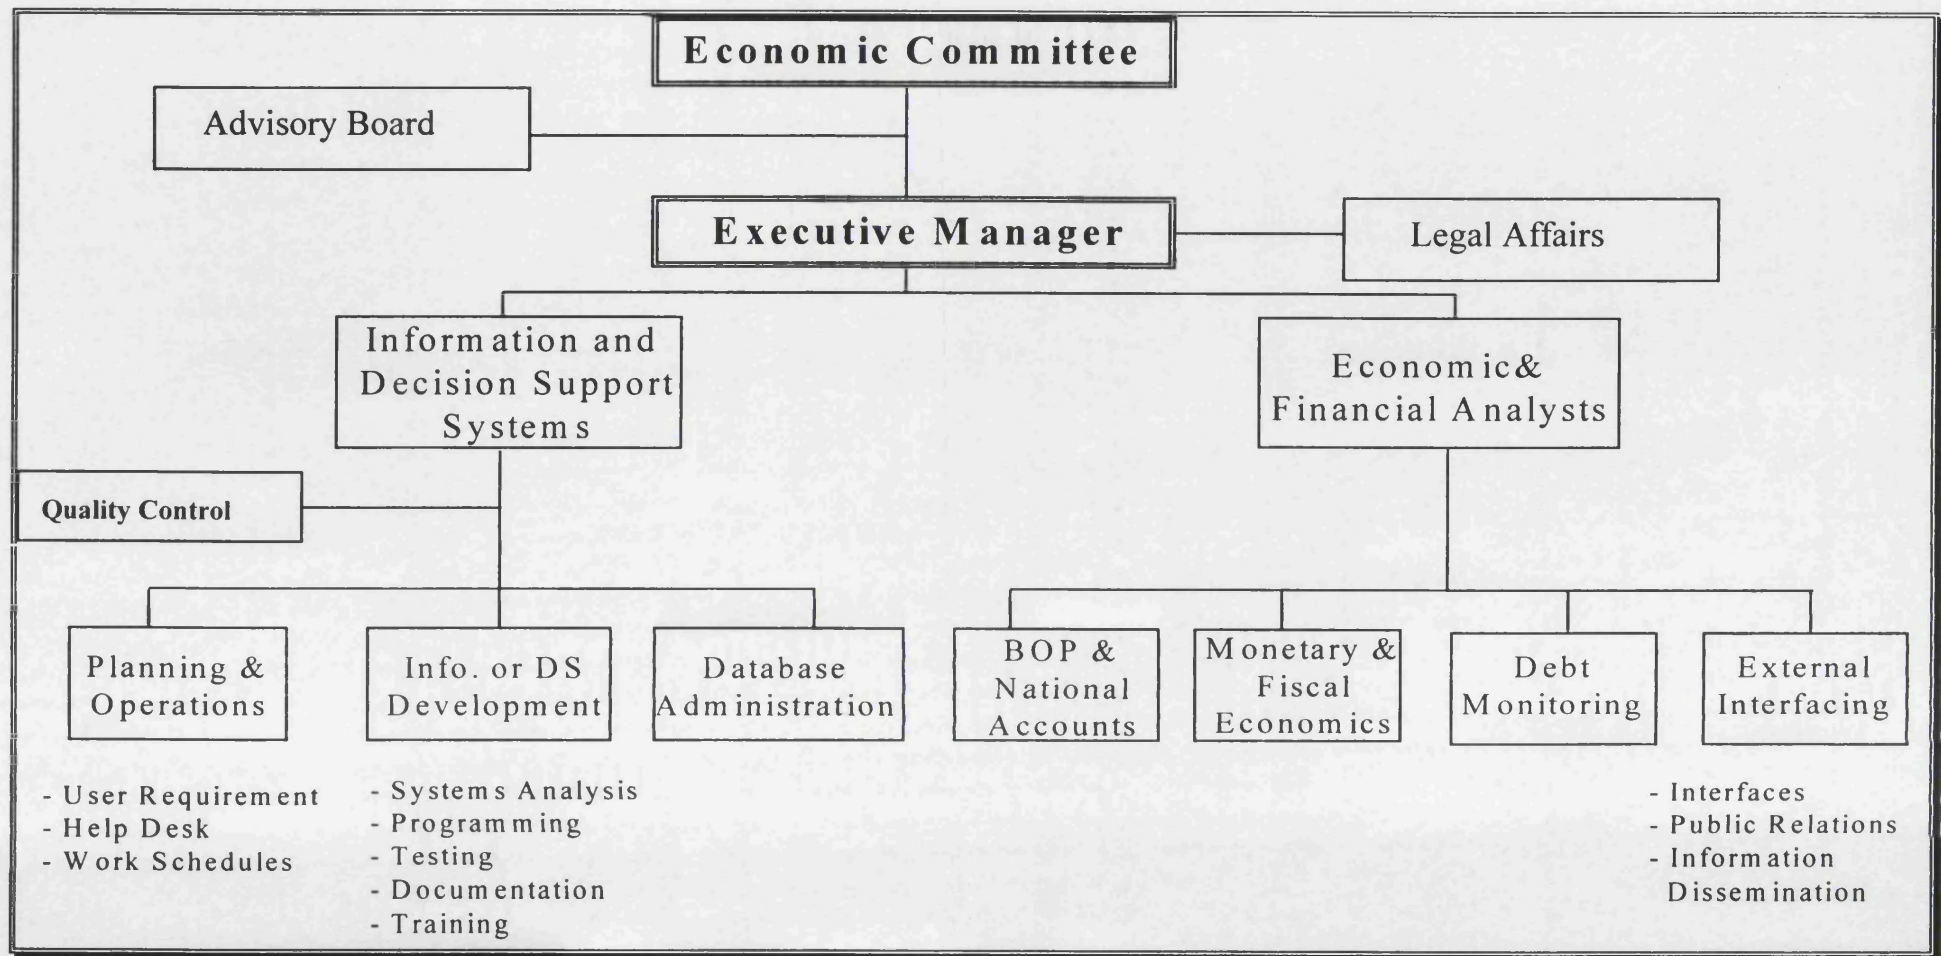 Economic Committee
Advisory Board
Executive Manager
Legal Affairs
Information and
Decision Support
Systems
Economic&
Financial Analysts
Quality Control
Planning &
Operations
Info. or DS
Development
Database
Administration
BOP &
National
Accounts
Monetary &
Fiscal
Economics
Debt
Monitoring
External
Interfacing
- User Requirement
- Help Desk
- Work Schedules
- Systems Analysis
- Programming
- Testing
- Documentation
- Training
- Interfaces
- Public Relations
- Information
Dissemination